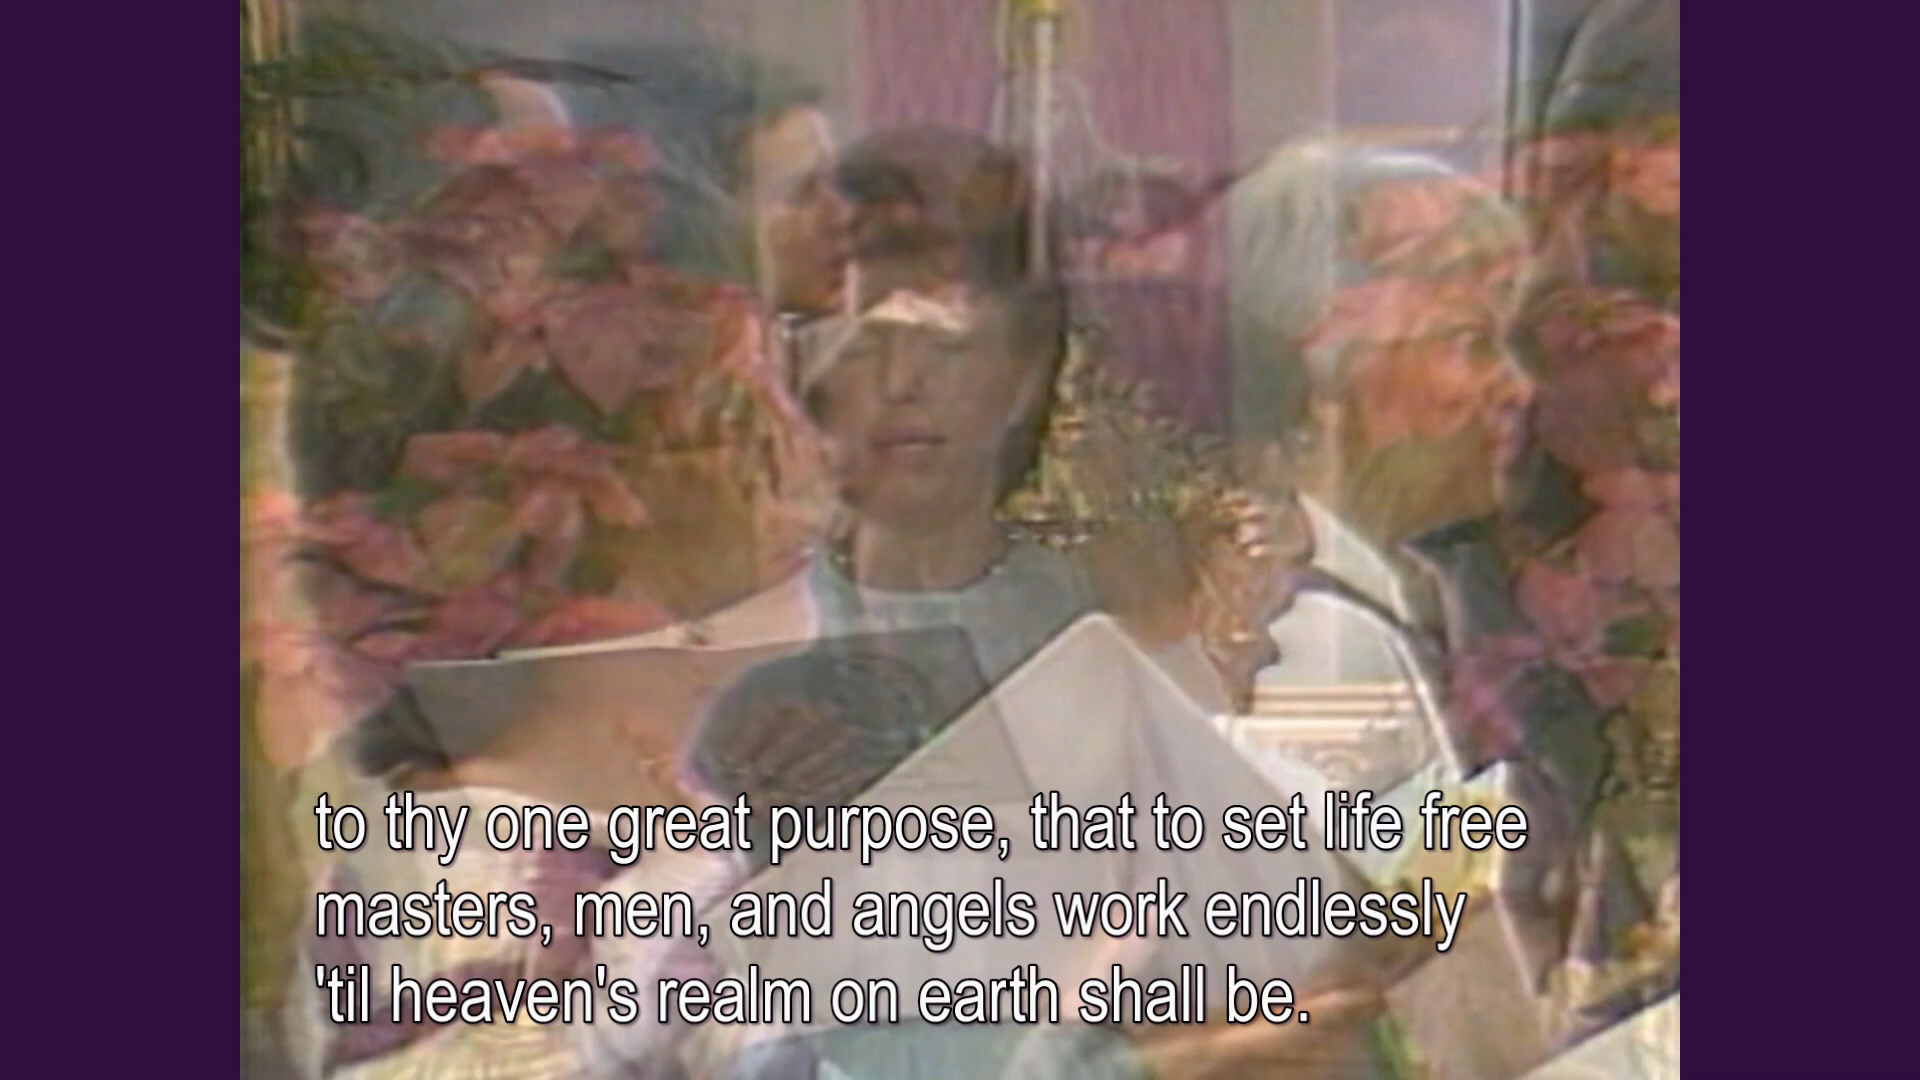 to thy one great purpose, that to set life free
masters, men, and angels work endlessly
'til heaven's realm on earth shall be.